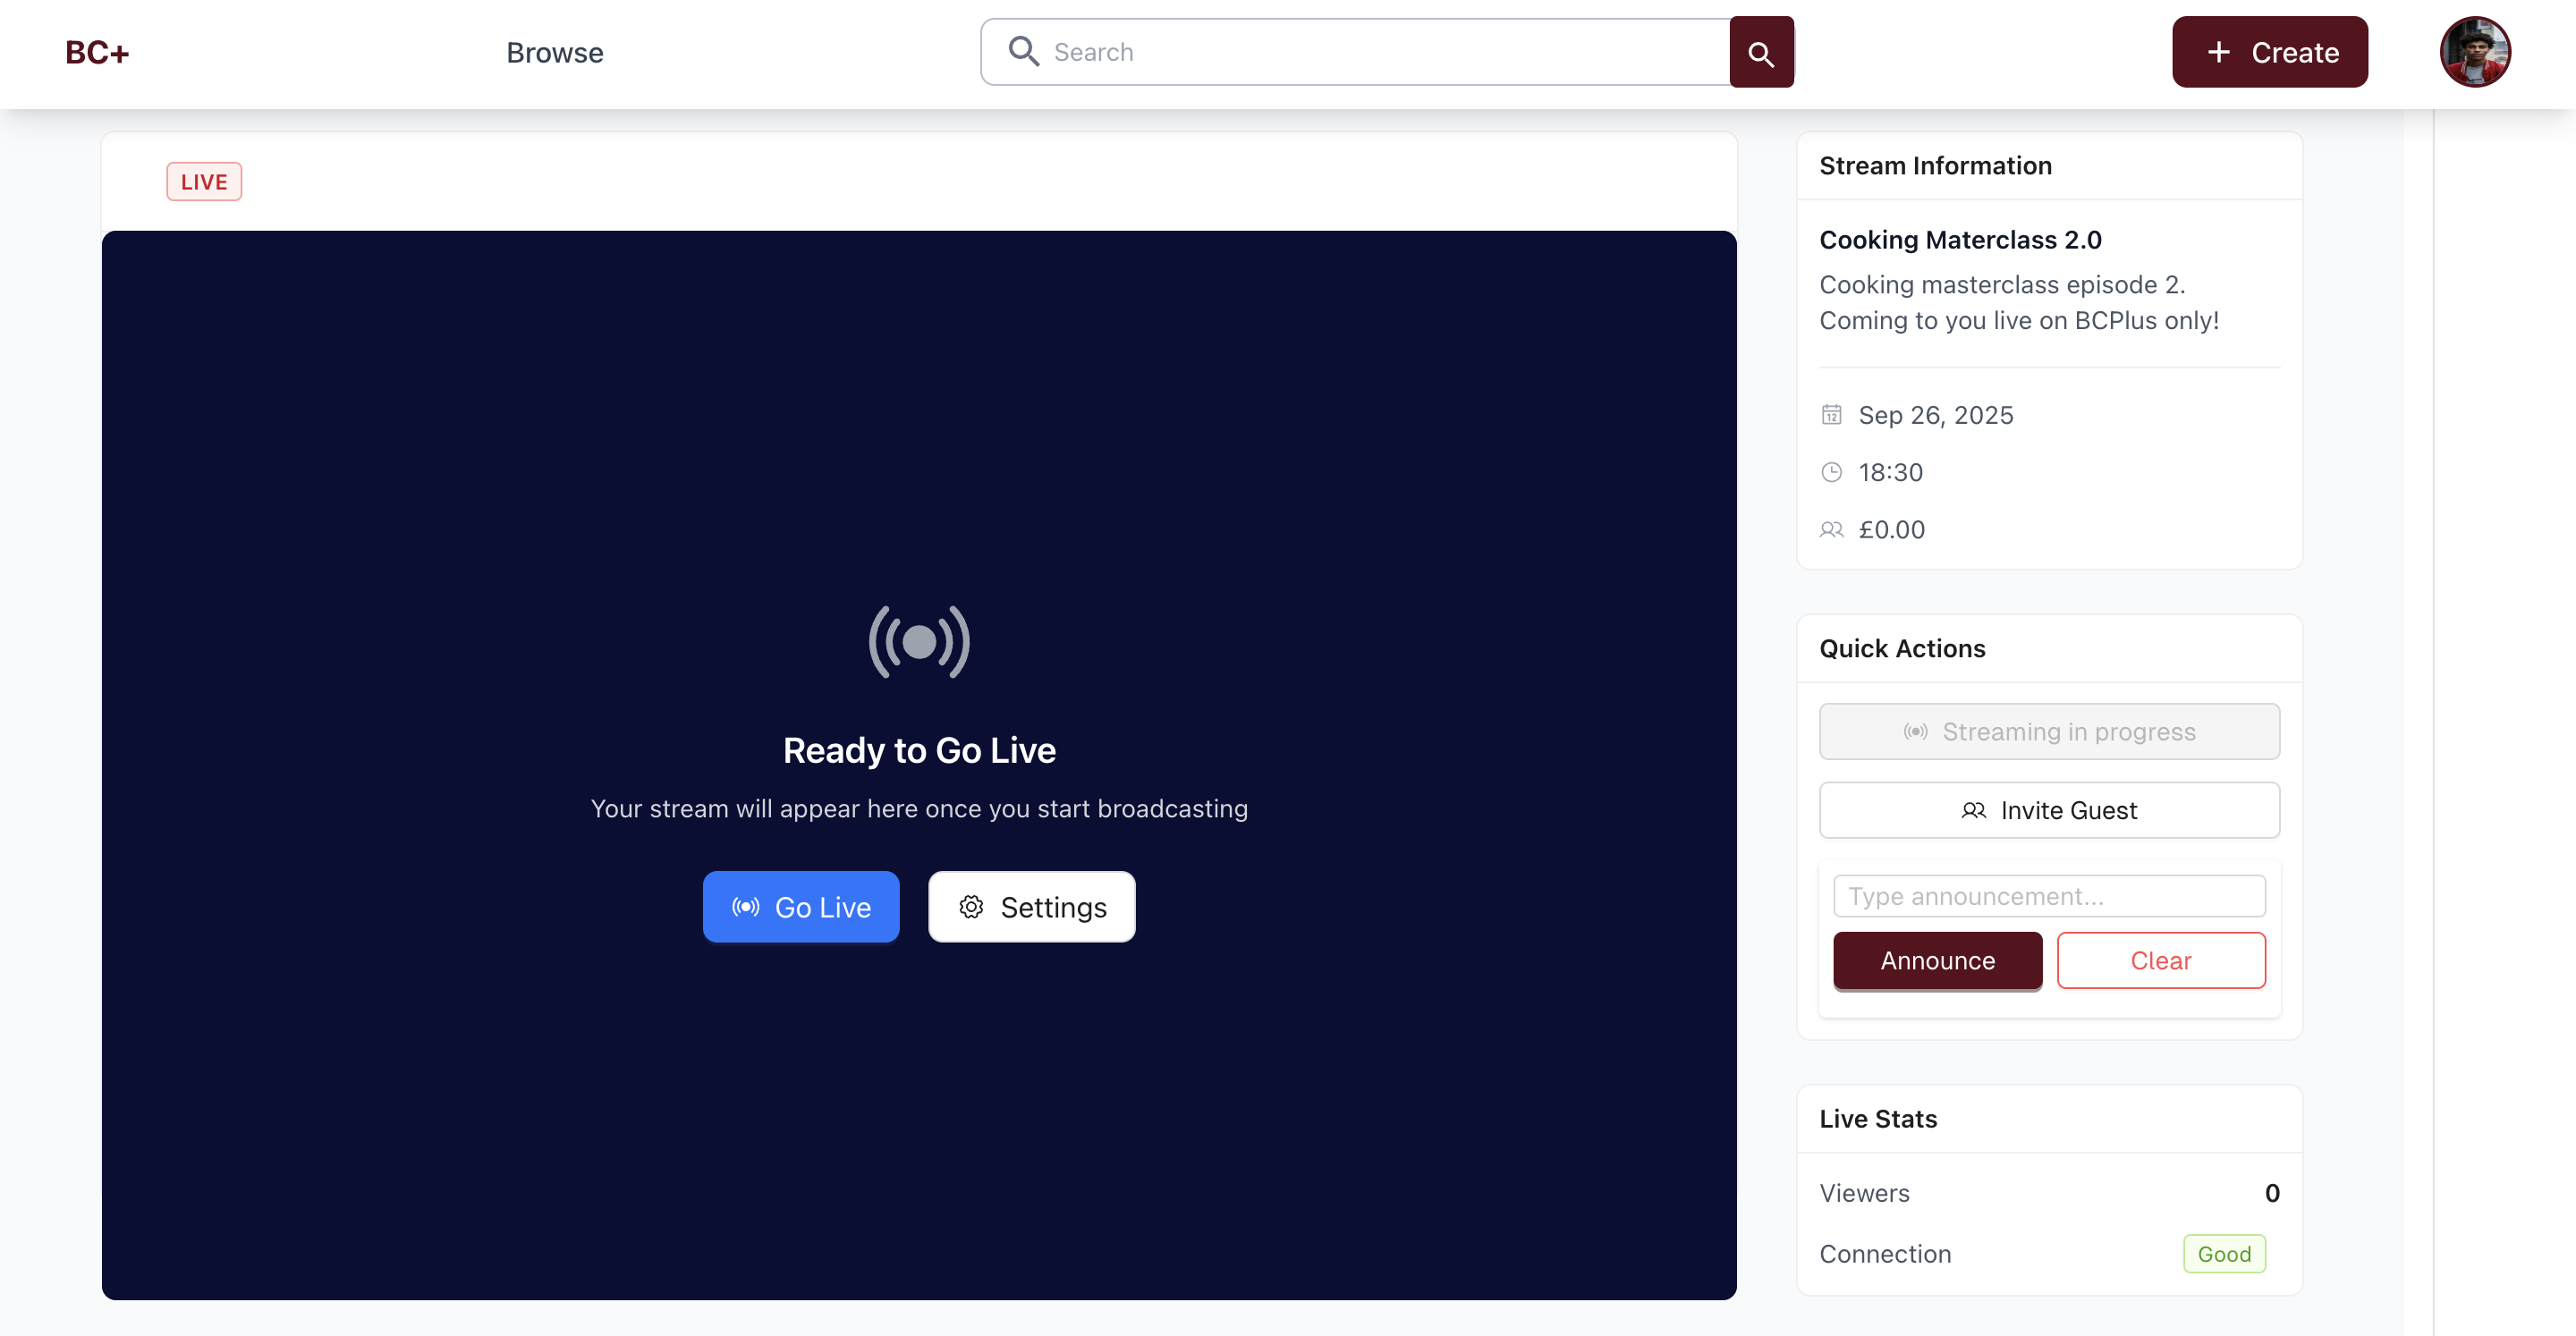 BC+
Browse
Search
Create
LIVE
Ready to Go Live
Your stream will appear here once you start broadcasting
Go Live
Settings
Stream Information
Cooking Materclass 2.0
Cooking masterclass episode 2.
Coming to you live on BCPlus only!
12
Sep 26, 2025
18:30
£0.00
Quick Actions
Streaming in progress
Invite Guest
Type announcement...
Announce
Clear
Live Stats
Viewers 0
Connection Good